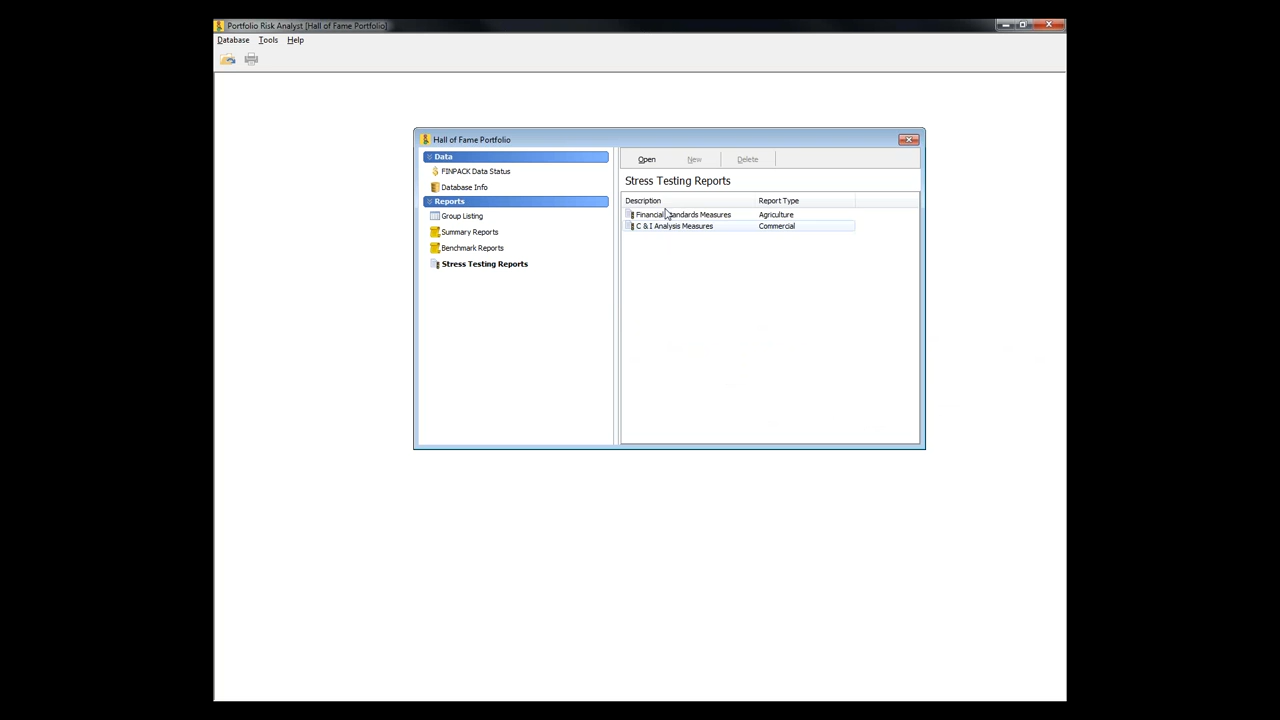 Portfolio Risk Analyst [Hall of Fame Portfolio]
Database Tools Help
Hall of Fame Portfolio
Data
FINPACK Data Status
Database Info
Reports
Group Listing
Summary Reports
Benchmark Reports
Stress Testing Reports
Open New Delete
Stress Testing Reports
Description Report Type
Financial Standards Measures Agriculture
C & I Analysis Measures Commercial